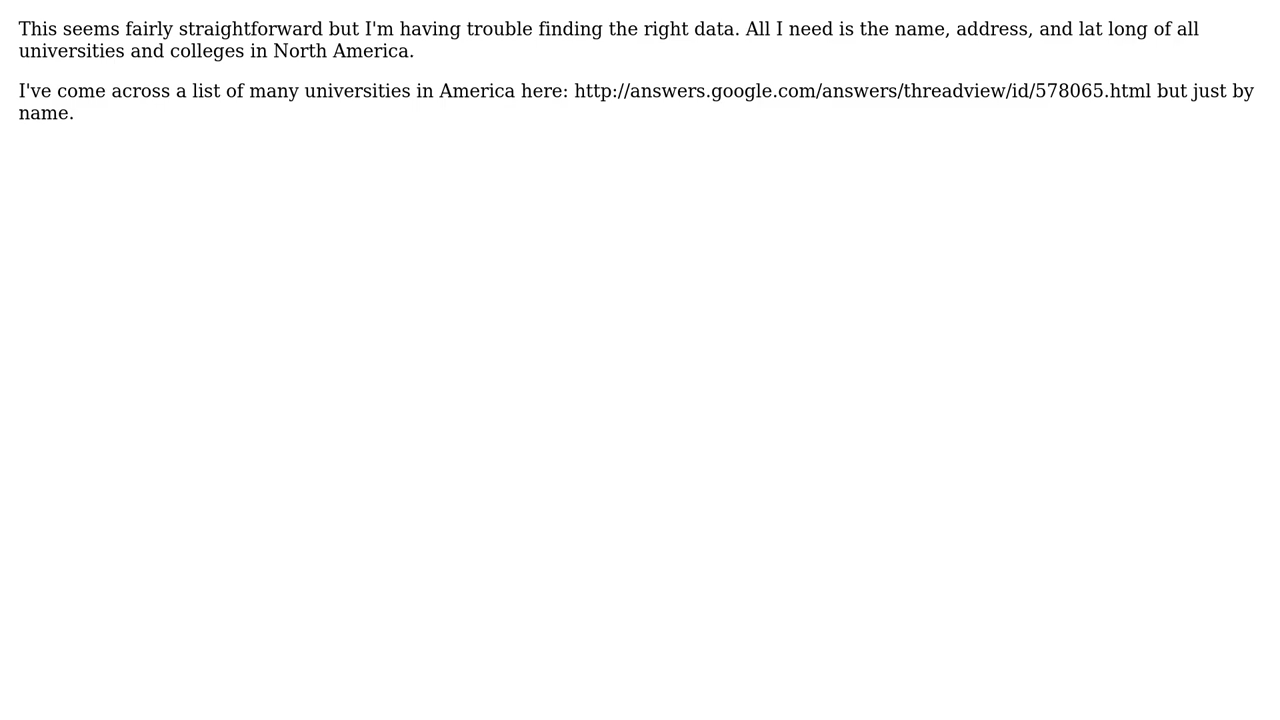 This seems fairly straightforward but I'm having trouble finding the right data. All I need is the name, address, and lat long of all
universities and colleges in North America.
I've come across a list of many universities in America here: http://answers.google.com/answers/threadview/id/578065.html but just by
name.